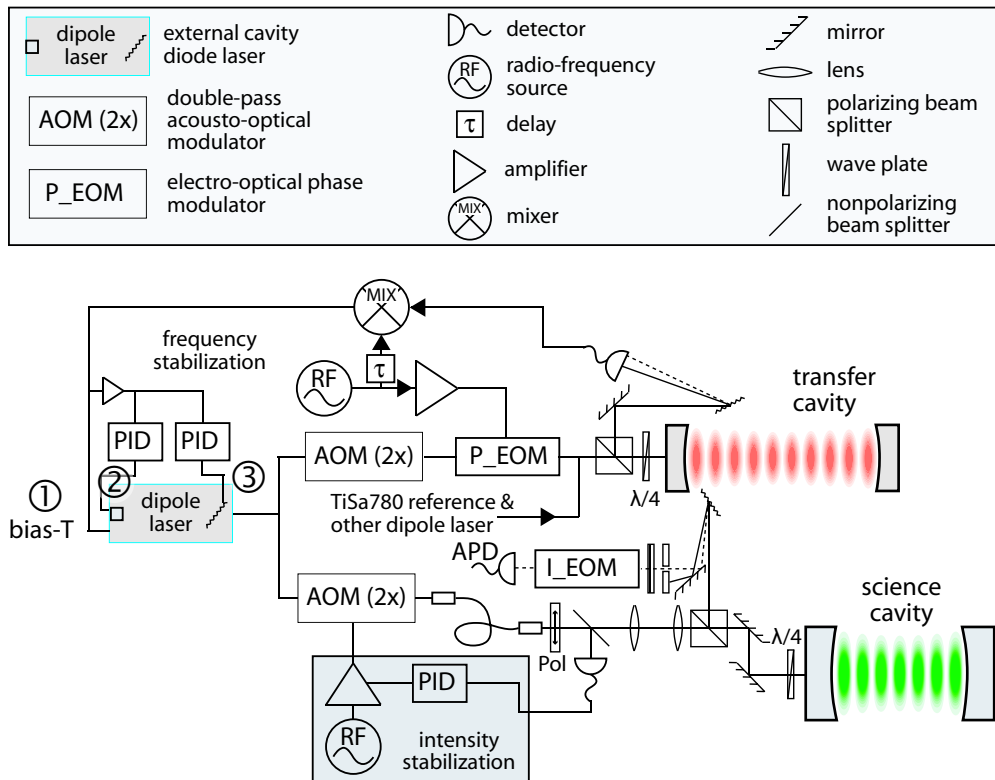 dipole
laser
external cavity
diode laser
AOM (2x)
double-pass
acousto-optical
modulator
P_EOM
electro-optical phase
modulator
detector
RF
radio-frequency
source
τ
delay
amplifier
'MIX'
mixer
mirror
lens
polarizing beam
splitter
wave plate
nonpolarizing
beam splitter
'MIX'
frequency
stabilization
RF
τ
transfer
cavity
PID
PID
AOM (2x)
P_EOM
λ/4
①
②
③
bias-T
dipole
laser
TiSa780 reference &
other dipole laser
APD
I_EOM
AOM (2x)
science
cavity
Pol
λ/4
PID
RF
intensity
stabilization